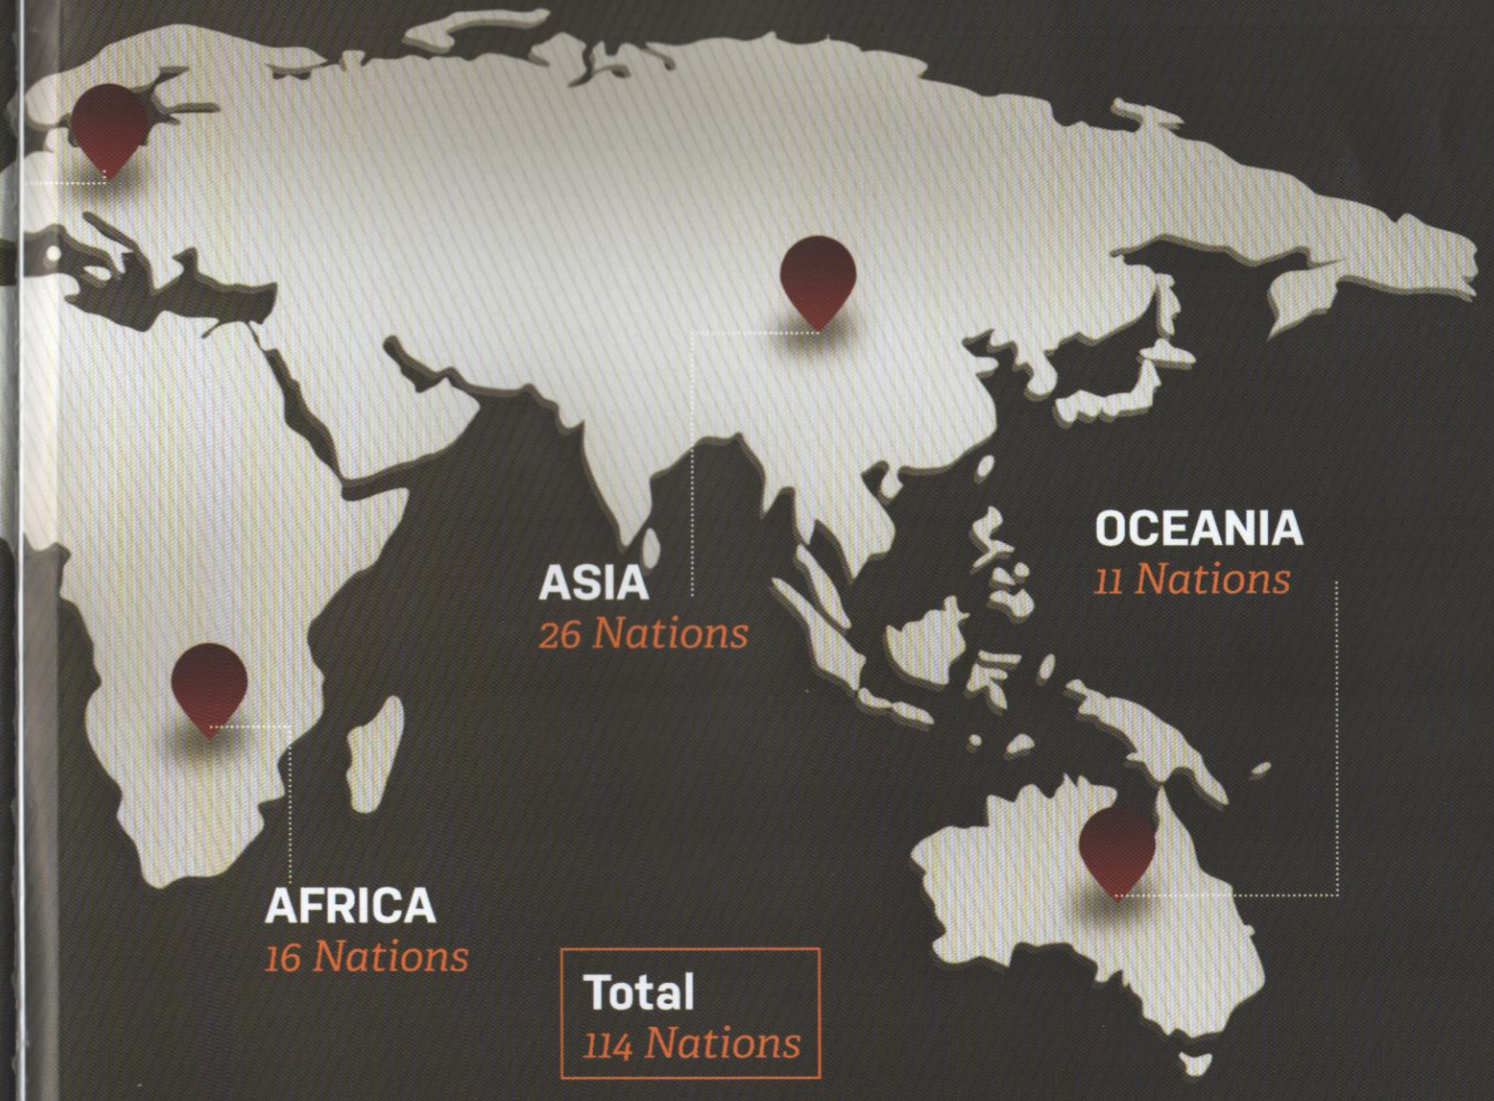 ASIA
26 Nations
OCEANIA
11 Nations
AFRICA
16 Nations
Total
114 Nations